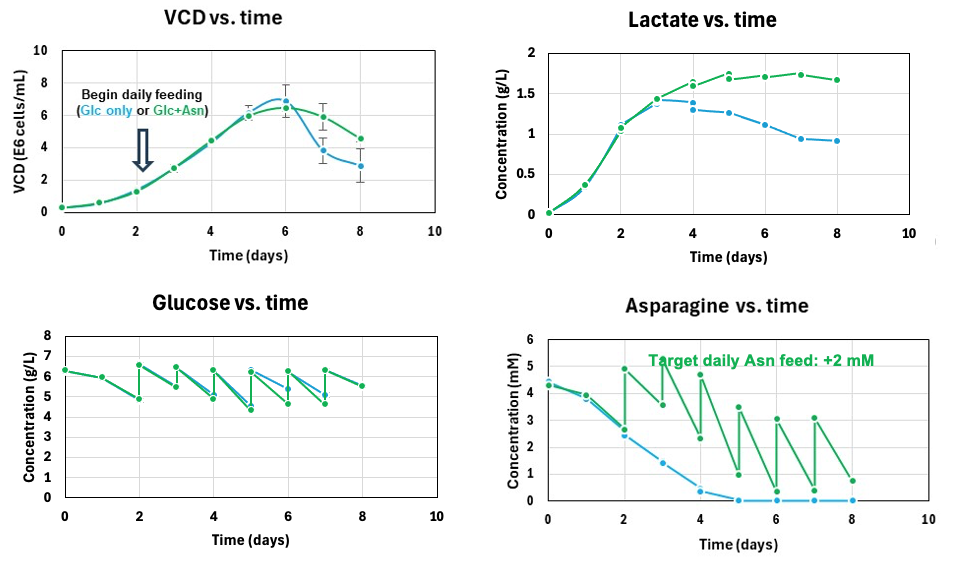 VCD vs. time
10
8
6
4
2
0
VCD (E6 cells/mL)
Begin daily feeding
(Glc only or Glc+Asn)
0 2 4 6 8 10
Time (days)
Lactate vs. time
2
1.5
1
0.5
0
Concentration (g/L)
0 2 4 6 8 10
Time (days)
Glucose vs. time
8
7
6
5
4
3
2
1
0
Concentration (g/L)
0 2 4 6 8 10
Time (days)
Asparagine vs. time
6
5
4
3
2
1
0
Concentration (mM)
Target daily Asn feed: +2 mM
0 2 4 6 8 10
Time (days)